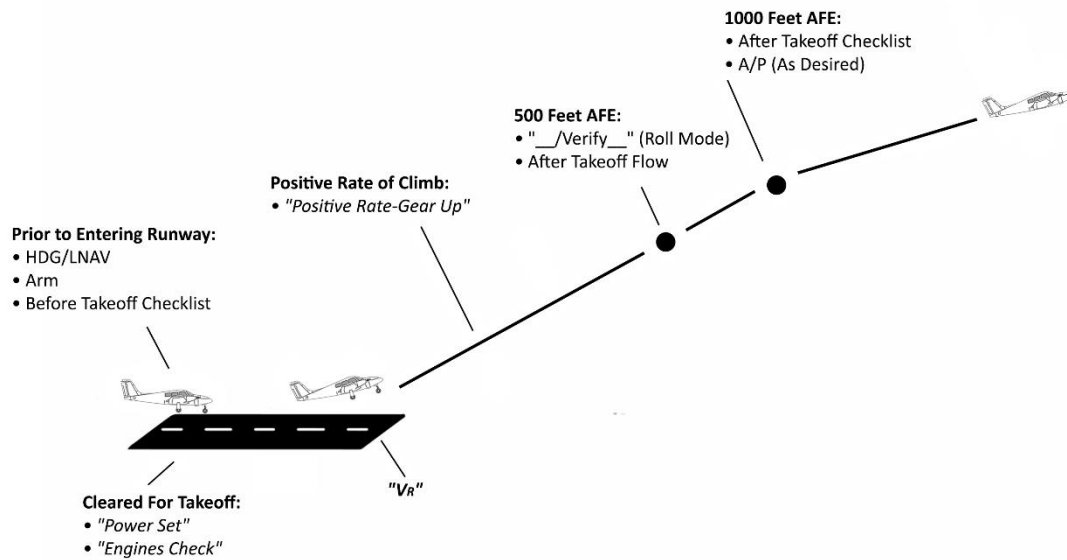 Prior to Entering Runway:
• HDG/LNAV
• Arm
• Before Takeoff Checklist
Cleared For Takeoff:
• "Power Set"
• "Engines Check"
"VR"
Positive Rate of Climb:
• "Positive Rate-Gear Up"
500 Feet AFE:
• "__/Verify__" (Roll Mode)
• After Takeoff Flow
1000 Feet AFE:
• After Takeoff Checklist
• A/P (As Desired)